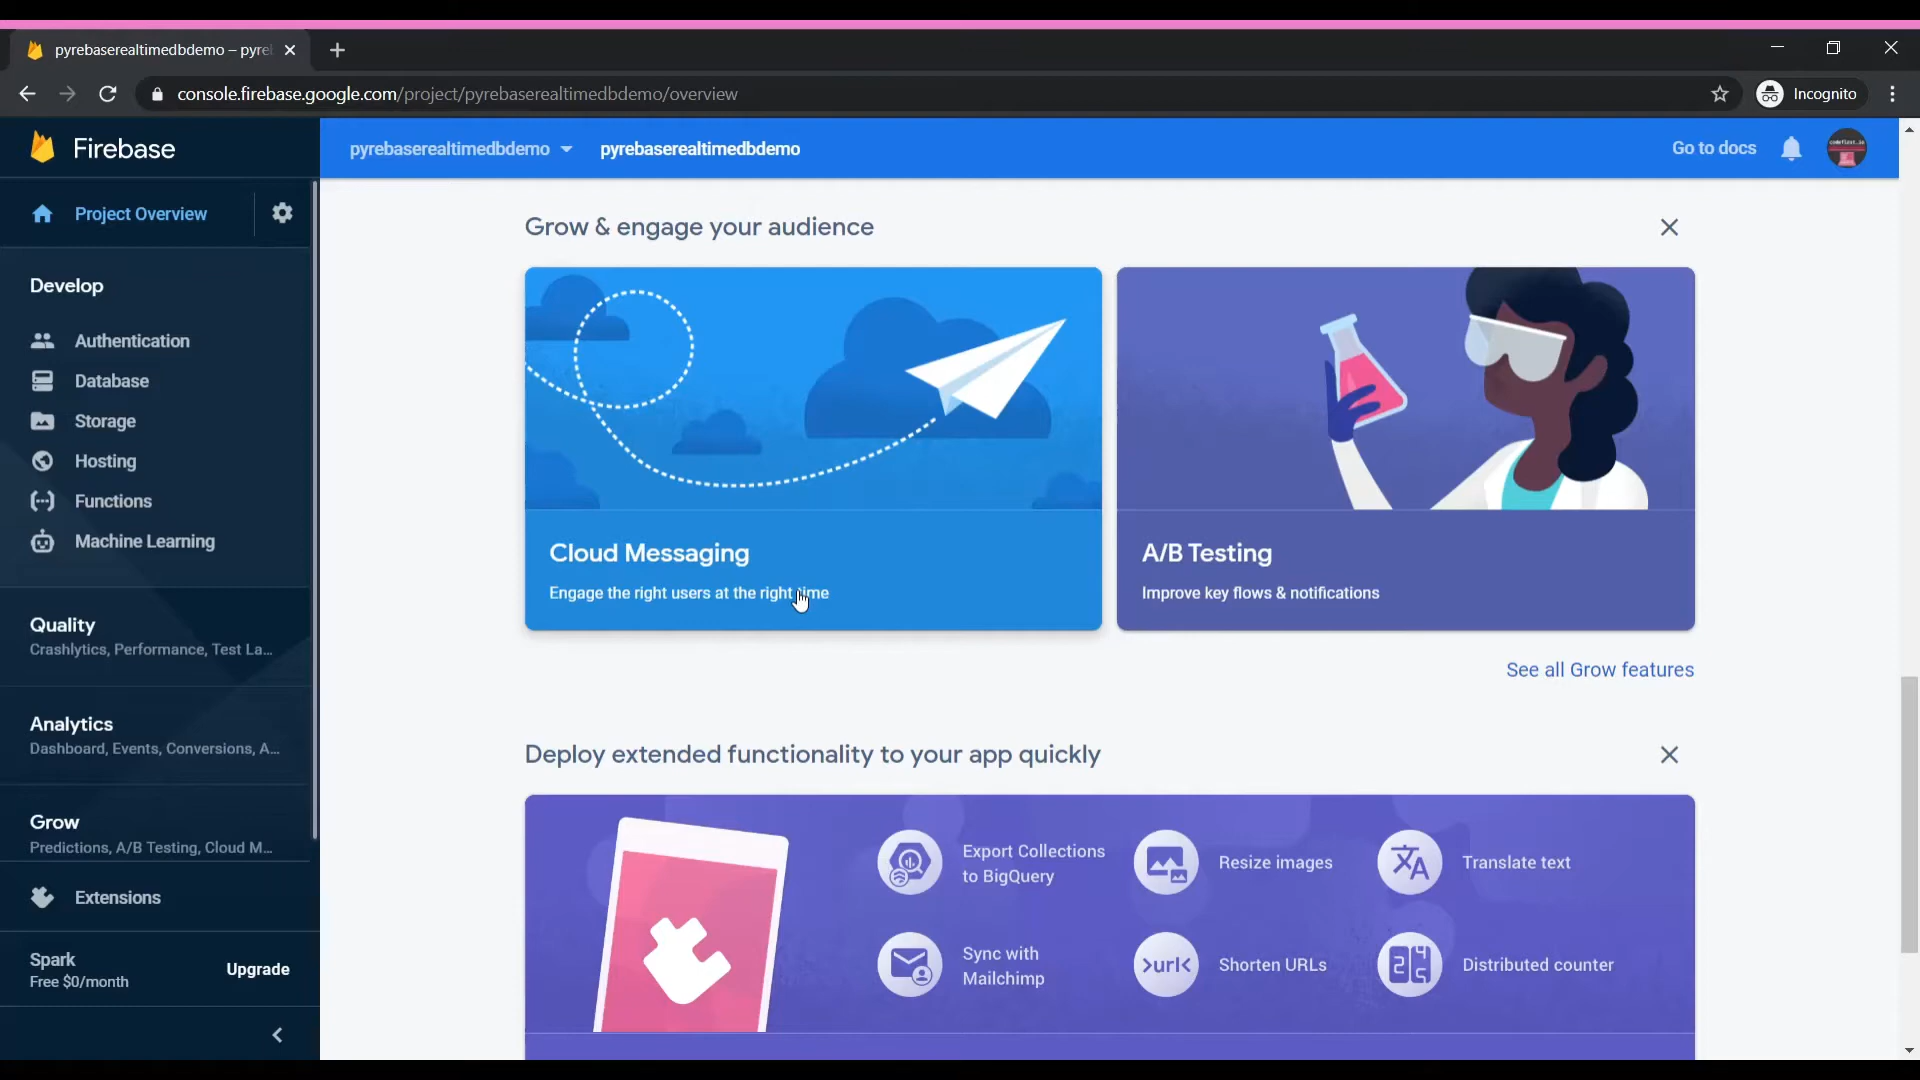 pyrebaserealtimedbdemo – pyre
console.firebase.google.com/project/pyrebaserealtimedbdemo/overview
Incognito
Firebase
pyrebaserealtimedbdemo
pyrebaserealtimedbdemo
Go to docs
Project Overview
Develop
Authentication
Database
Storage
Hosting
Functions
Machine Learning
Quality
Crashlytics, Performance, Test La...
Analytics
Dashboard, Events, Conversions, A...
Grow
Predictions, A/B Testing, Cloud M...
Extensions
Spark
Free $0/month
Upgrade
Grow & engage your audience
Cloud Messaging
Engage the right users at the right time
A/B Testing
Improve key flows & notifications
See all Grow features
Deploy extended functionality to your app quickly
Export Collections
to BigQuery
Resize images
Translate text
Sync with
Mailchimp
>url<
Shorten URLs
Distributed counter